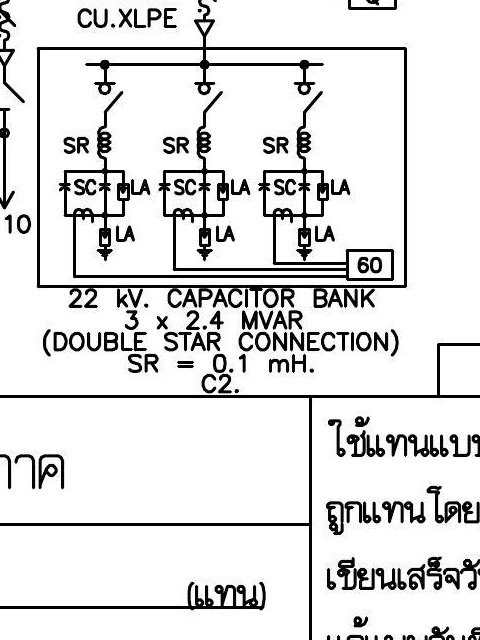 CU.XLPE
SR SR SR
SC LA SC LA SC LA
10
LA LA LA
60
22 kV. CAPACITOR BANK
3 x 2.4 MVAR
(DOUBLE STAR CONNECTION)
SR = 0.1 mH.
C2.
ใช้แทนแบบ
าาค
ถูกแทนโดย
เขียนเสร็จวั
(แทน)